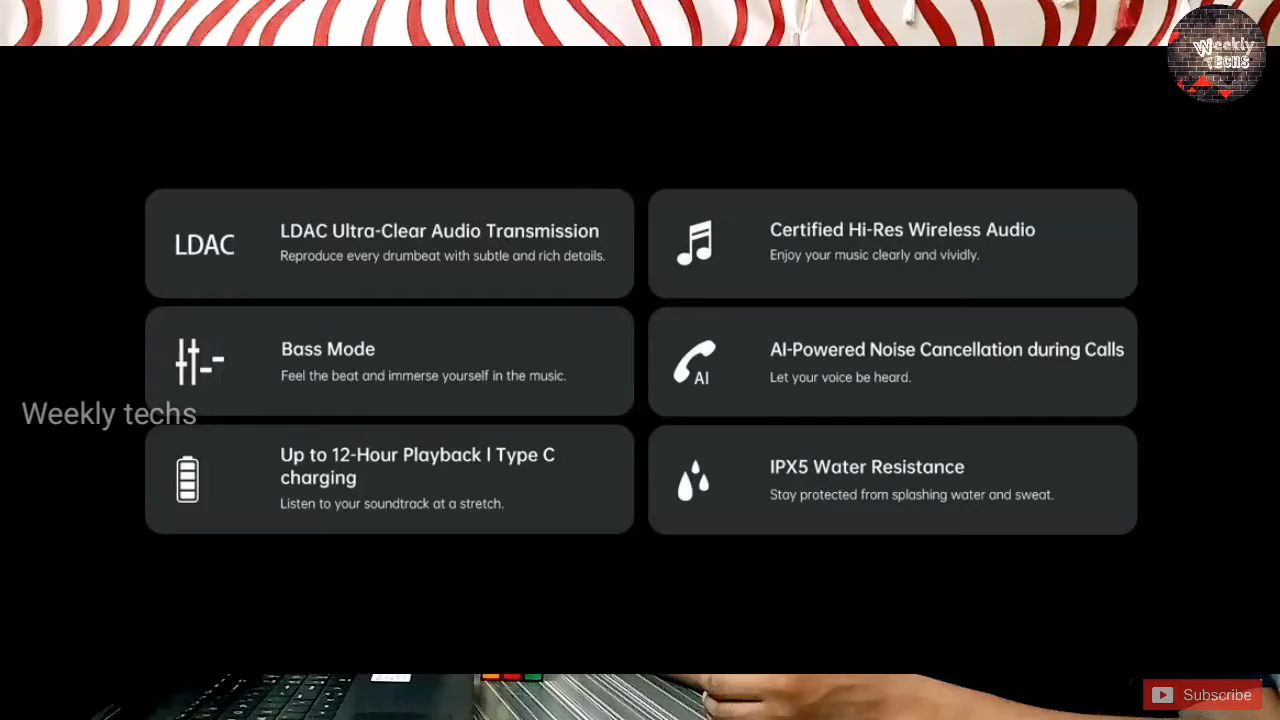 Weekly
TECHS
LDAC
LDAC Ultra-Clear Audio Transmission
Reproduce every drumbeat with subtle and rich details.
Certified Hi-Res Wireless Audio
Enjoy your music clearly and vividly.
Bass Mode
Feel the beat and immerse yourself in the music.
AI
AI-Powered Noise Cancellation during Calls
Let your voice be heard.
Weekly techs
Up to 12-Hour Playback l Type C
charging
Listen to your soundtrack at a stretch.
IPX5 Water Resistance
Stay protected from splashing water and sweat.
Subscribe